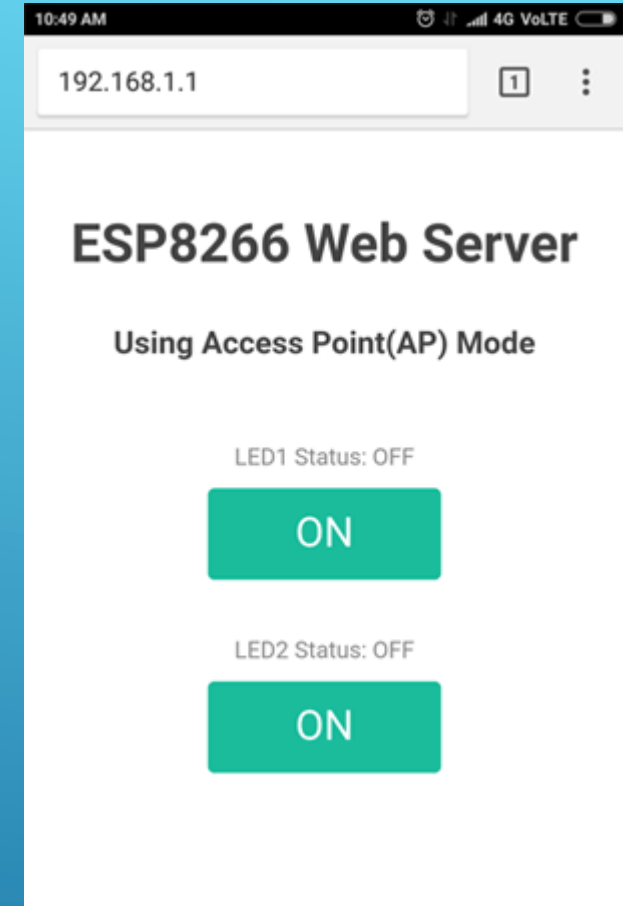 10:49 AM 4G VoLTE
192.168.1.1 1
ESP8266 Web Server
Using Access Point(AP) Mode
LED1 Status: OFF
ON
LED2 Status: OFF
ON